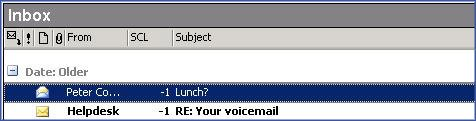 Inbox
! From SCL Subject
Date: Older
Peter Co... -1 Lunch?
Helpdesk -1 RE: Your voicemail